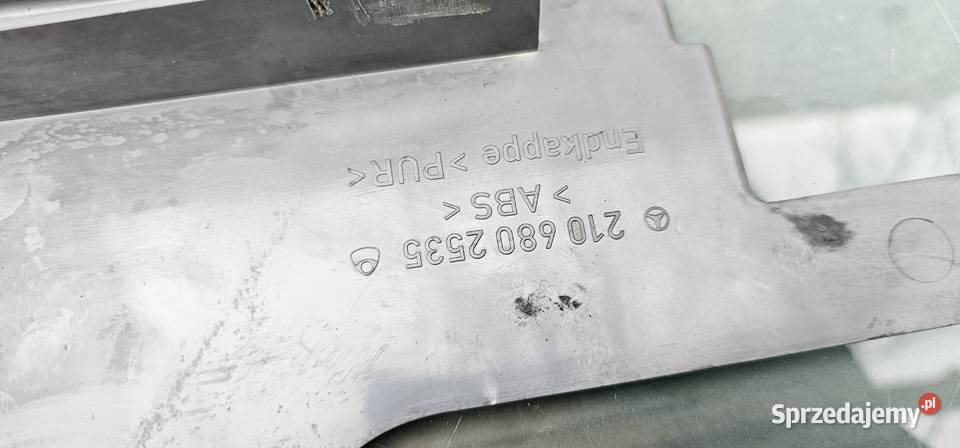 210 680 2535
>ABS<
Endkappe >PUR<
Sprzedajemy.pl